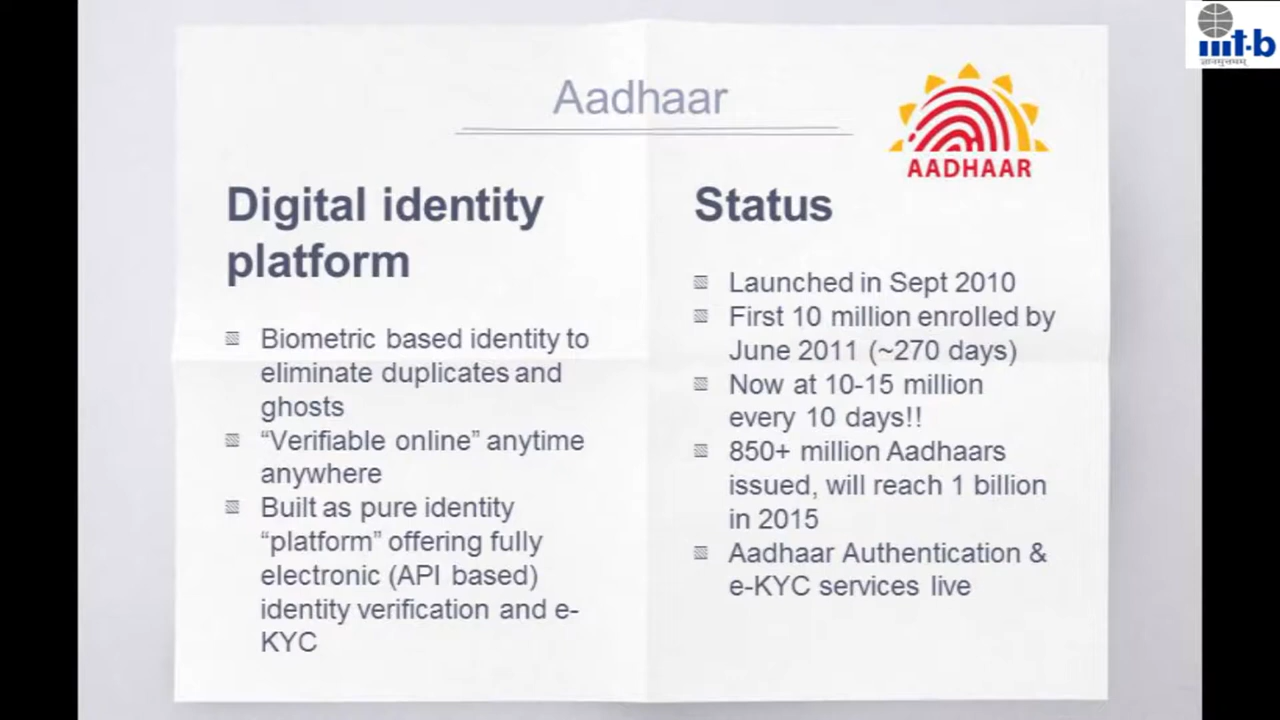 iiit-b
ज्ञानमुत्तमम्
Aadhaar
AADHAAR
Digital identity
platform
Biometric based identity to
eliminate duplicates and
ghosts
“Verifiable online” anytime
anywhere
Built as pure identity
“platform” offering fully
electronic (API based)
identity verification and e-
KYC
Status
Launched in Sept 2010
First 10 million enrolled by
June 2011 (~270 days)
Now at 10-15 million
every 10 days!!
850+ million Aadhaars
issued, will reach 1 billion
in 2015
Aadhaar Authentication &
e-KYC services live